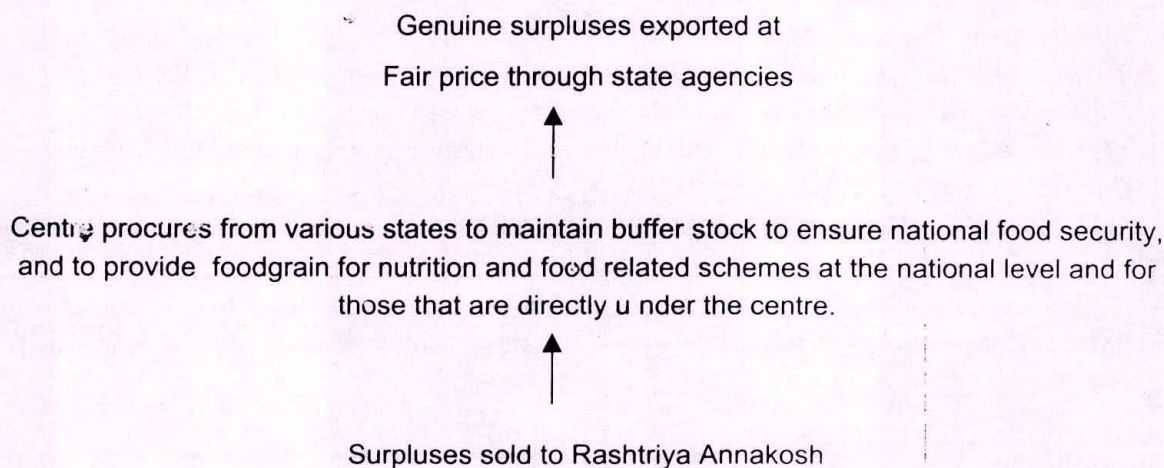 Genuine surpluses exported at
Fair price through state agencies
Centre procures from various states to maintain buffer stock to ensure national food security,
and to provide foodgrain for nutrition and food related schemes at the national level and for
those that are directly u nder the centre.
Surpluses sold to Rashtriya Annakosh